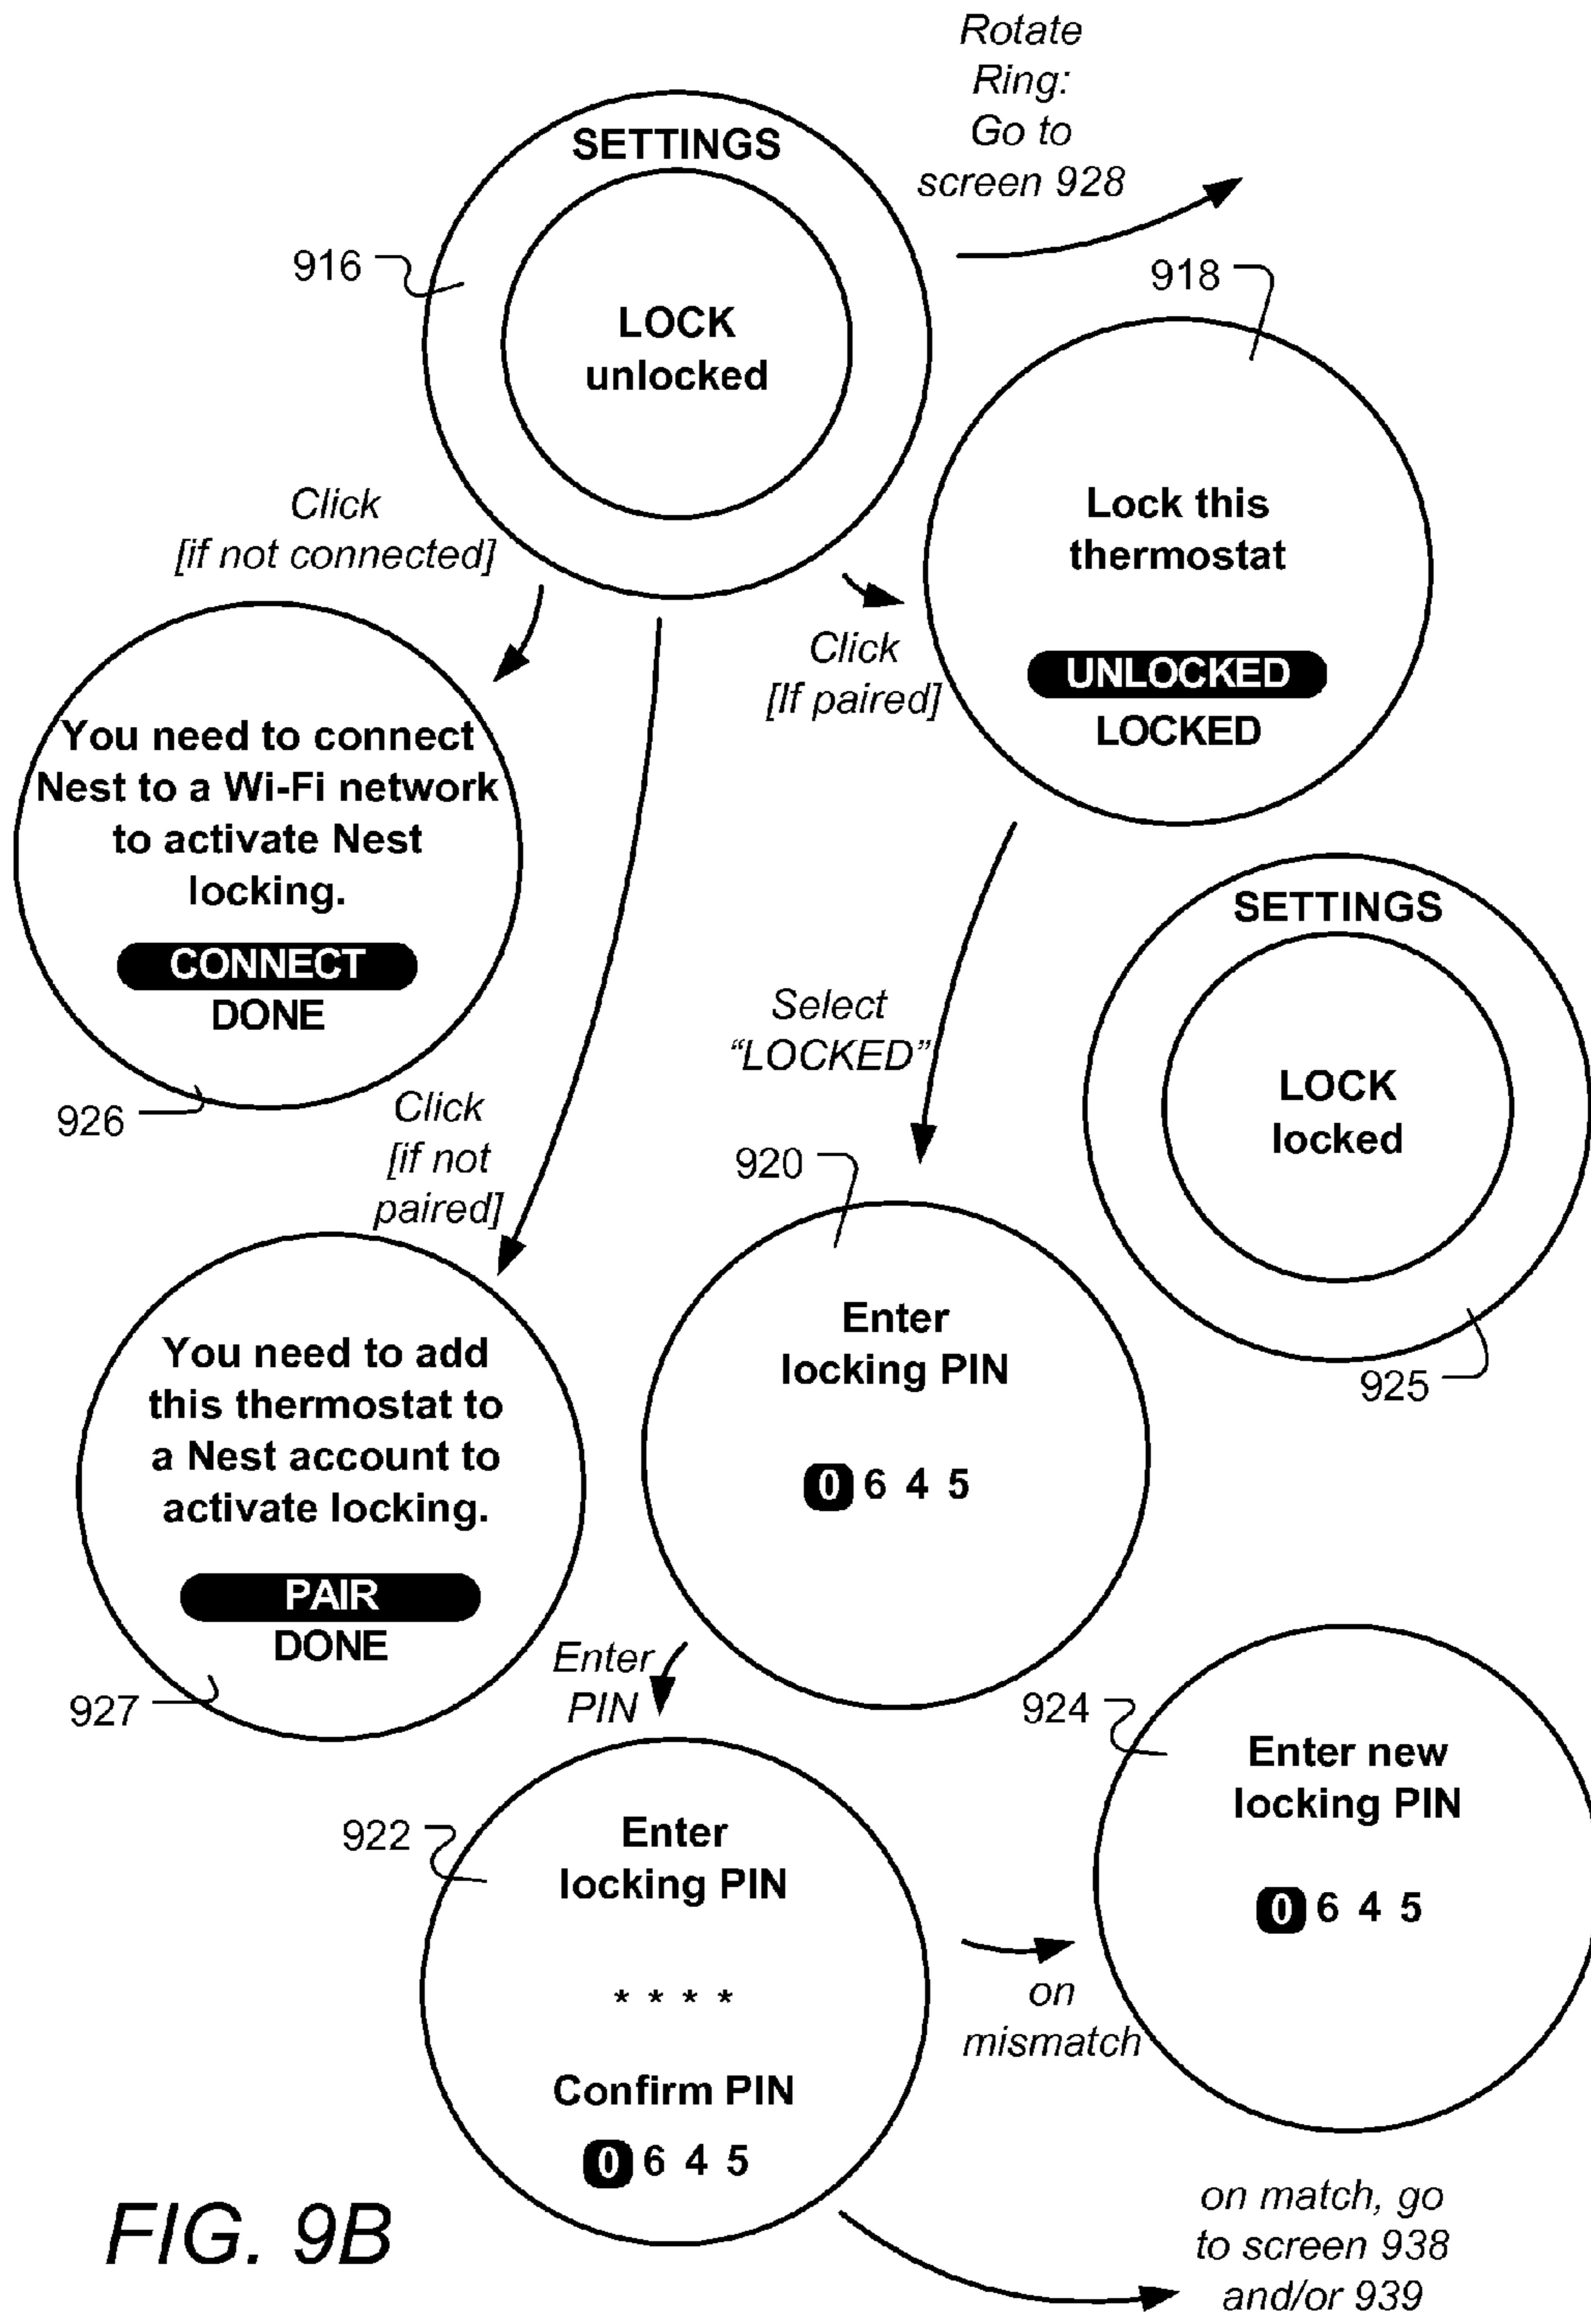 Rotate
Ring:
Go to
screen 928
SETTINGS
916
LOCK
unlocked
918
Lock this
thermostat
UNLOCKED
LOCKED
Click
[if not connected]
Click
[If paired]
You need to connect
Nest to a Wi-Fi network
to activate Nest
locking.
CONNECT
DONE
926
SETTINGS
LOCK
locked
925
Select
“LOCKED”
Click
[if not
paired]
920
Enter
locking PIN
0 6 4 5
You need to add
this thermostat to
a Nest account to
activate locking.
PAIR
DONE
927
Enter
PIN
924
Enter new
locking PIN
0 6 4 5
922
Enter
locking PIN
* * * *
Confirm PIN
0 6 4 5
on
mismatch
on match, go
to screen 938
and/or 939
FIG. 9B